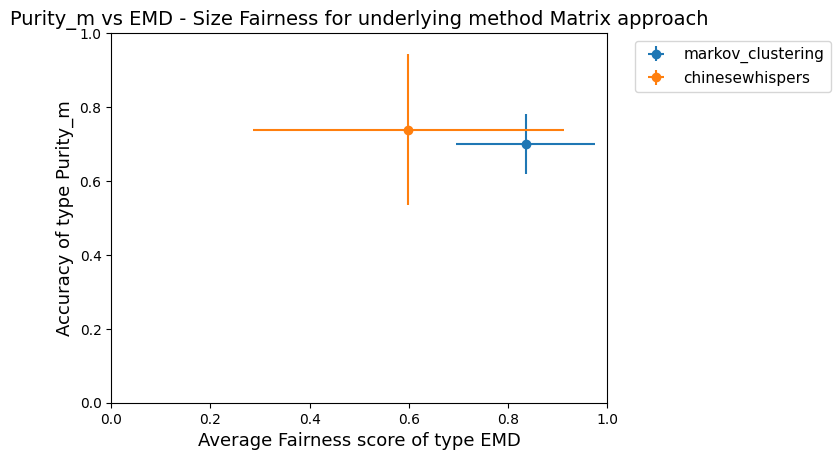 Purity_m vs EMD - Size Fairness for underlying method Matrix approach
markov_clustering
chinesewhispers
Accuracy of type Purity_m
1.0
0.8
0.6
0.4
0.2
0.0
0.0 0.2 0.4 0.6 0.8 1.0
Average Fairness score of type EMD